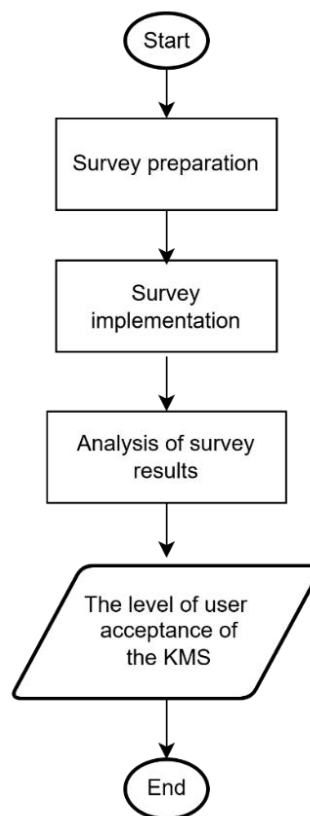 Start
Survey preparation
Survey
implementation
Analysis of survey
results
The level of user
acceptance of
the KMS
End